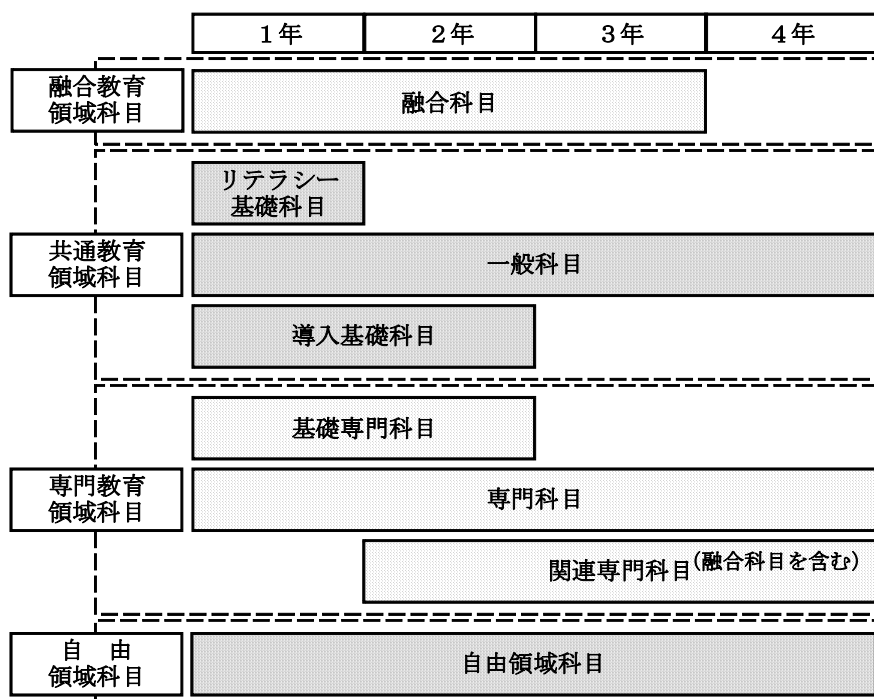 1年 2年 3年 4年
融合教育
領域科目
融合科目
リテラシー
基礎科目
共通教育
領域科目
一般科目
導入基礎科目
基礎専門科目
専門教育
領域科目
専門科目
関連専門科目(融合科目を含む)
自 由
領域科目
自由領域科目